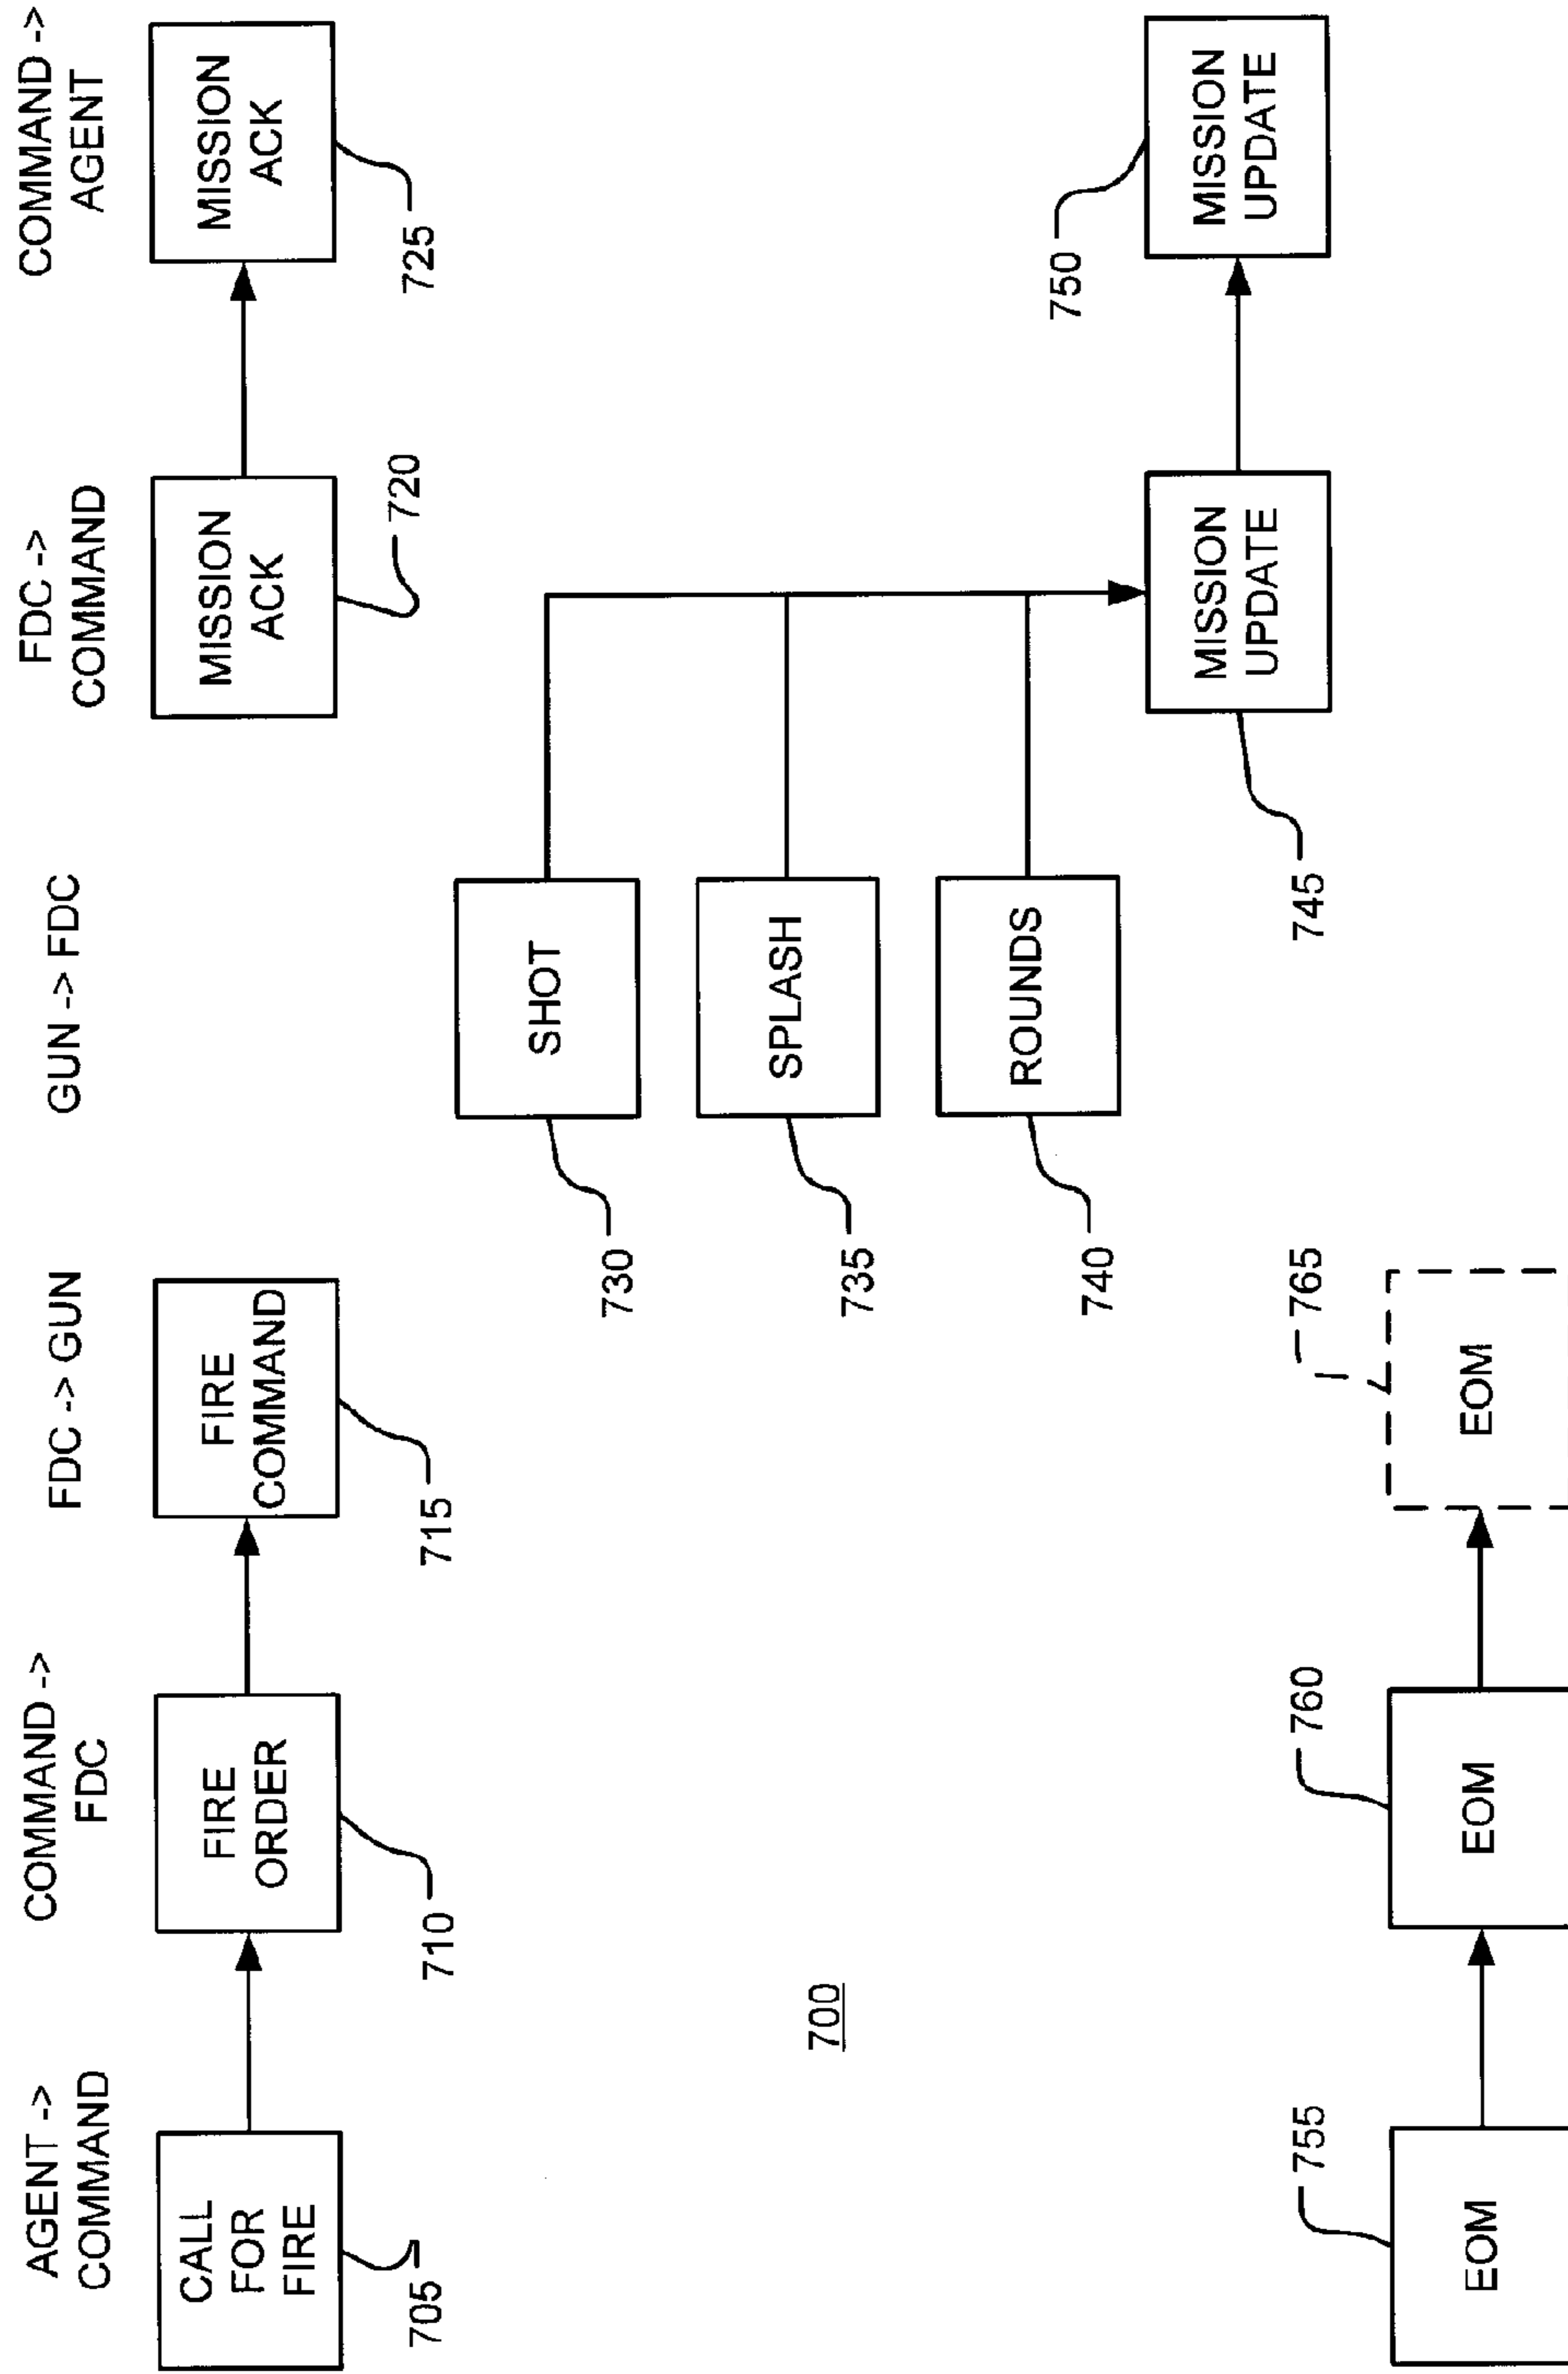 AGENT ->
COMMAND
COMMAND ->
FDC
FDC -> GUN
GUN -> FDC
FDC ->
COMMAND
COMMAND ->
AGENT
CALL
FOR
FIRE
705
FIRE
ORDER
710
FIRE
COMMAND
715
MISSION
ACK
720
MISSION
ACK
725
SHOT
730
SPLASH
735
ROUNDS
740
MISSION
UPDATE
745
MISSION
UPDATE
750
700
EOM
755
EOM
760
EOM
765